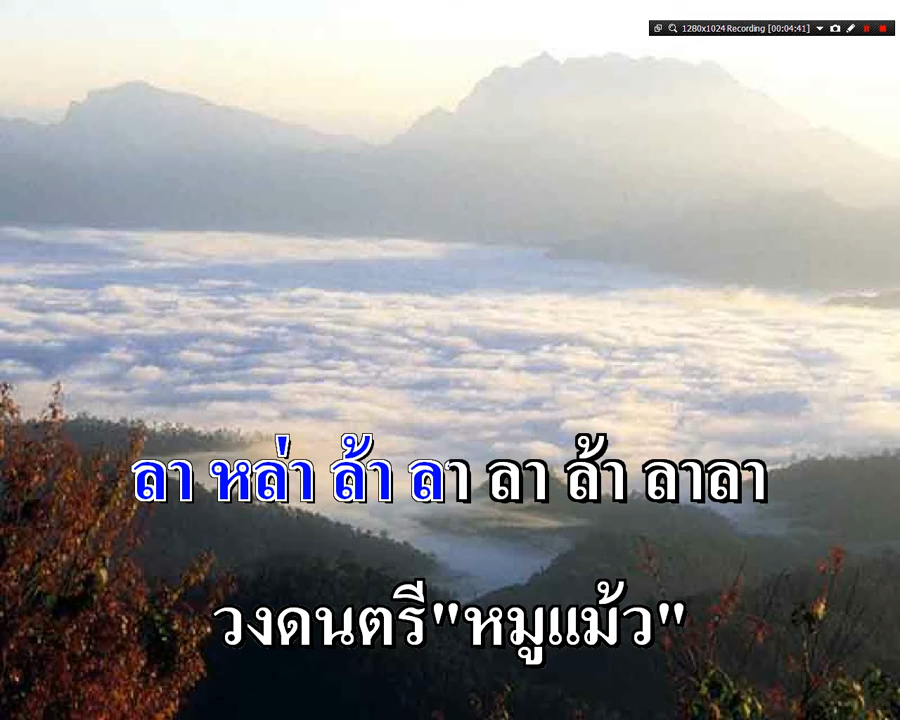 1280x1024 Recording [00:04:41]
ลา หล่า ล้า ลา ลา ล้า ลาลา
วงดนตรี"หมูแม้ว"